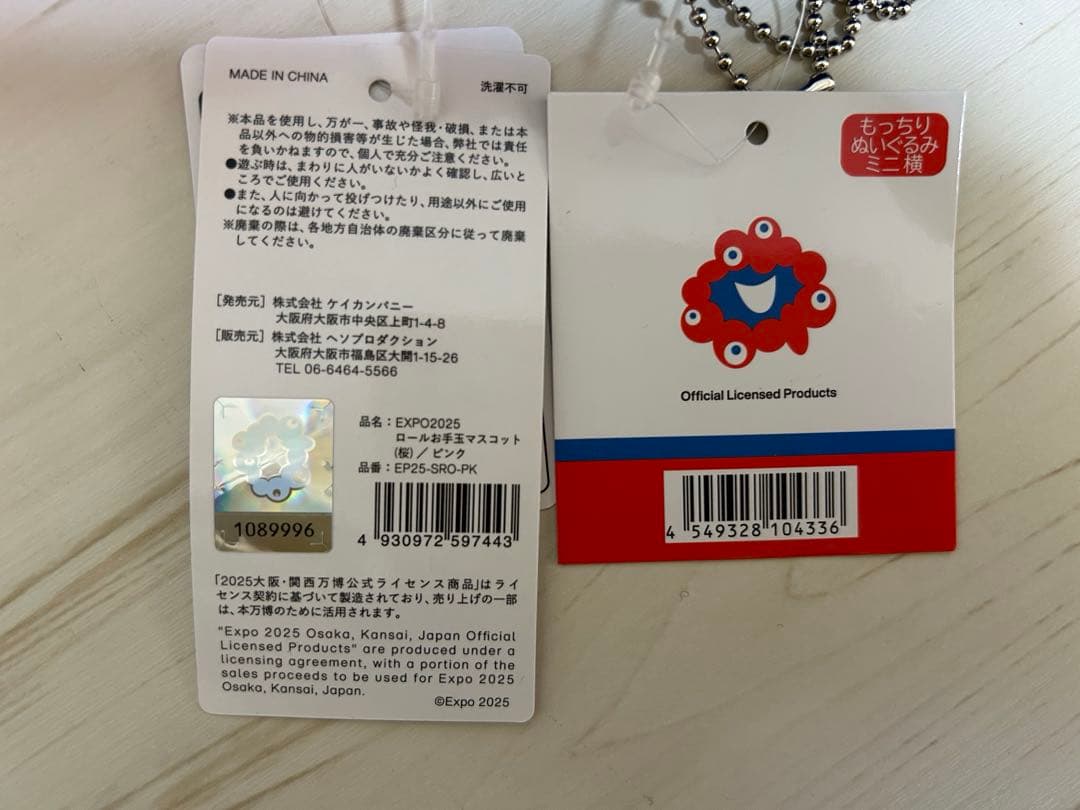 MADE IN CHINA
洗濯不可
※本品を使用し、万が一、事故や怪我・破損、または本
品以外への物的損害等が生じた場合、弊社では責任
を負いかねますので、個人で充分ご注意ください。
●遊ぶ時は、まわりに人がいないかよく確認し、広いと
ころでご使用ください。
●また、人に向かって投げつけたり、用途以外にご使用
になるのは避けてください。
※廃棄の際は、各地方自治体の廃棄区分に従って廃棄
してください。
[発売元] 株式会社 ケイカンパニー
大阪府大阪市中央区上町1-4-8
[販売元] 株式会社 ヘソプロダクション
大阪府大阪市福島区大開1-15-26
TEL 06-6464-5566
品名:EXPO2025
ロールお手玉マスコット
(桜)/ピンク
品番:EP25-SRO-PK
1089996
4 930972 597443
「2025大阪・関西万博公式ライセンス商品」はライ
センス契約に基づいて製造されており、売り上げの一部
は、本万博のために活用されます。
"Expo 2025 Osaka, Kansai, Japan Official
Licensed Products" are produced under a
licensing agreement, with a portion of the
sales proceeds to be used for Expo 2025
Osaka, Kansai, Japan.
©Expo 2025
もっちり
ぬいぐるみ
ミニ横
Official Licensed Products
4 549328 104336